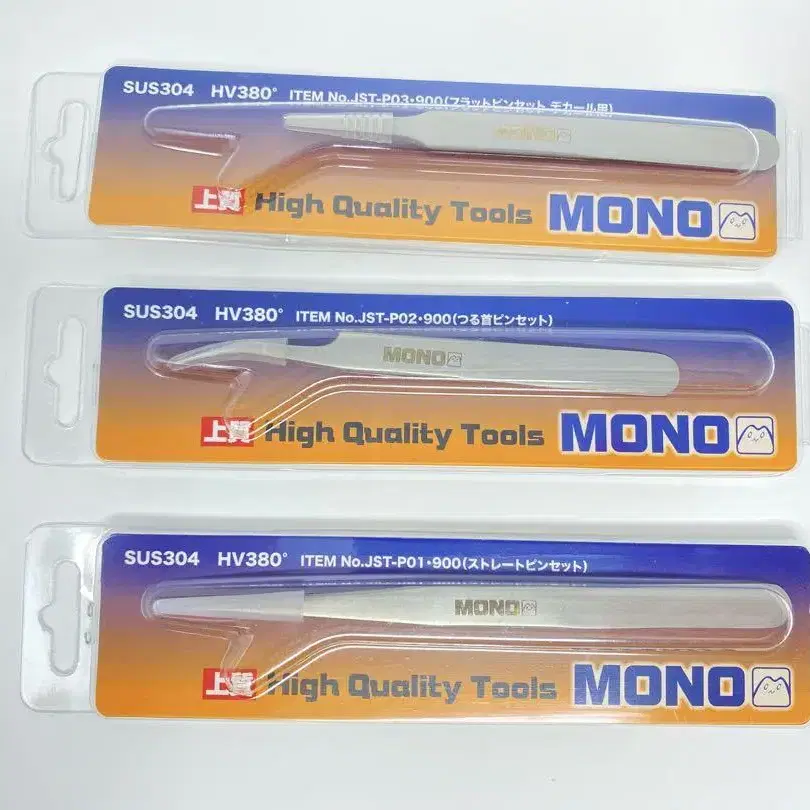 SUS304 HV380° ITEM No.JST-P03・900(フラットピンセット デカール用)
MONO
上質 High Quality Tools MONO
SUS304 HV380° ITEM No.JST-P02・900(つる首ピンセット)
MONO
上質 High Quality Tools MONO
SUS304 HV380° ITEM No.JST-P01・900(ストレートピンセット)
MONO
上質 High Quality Tools MONO